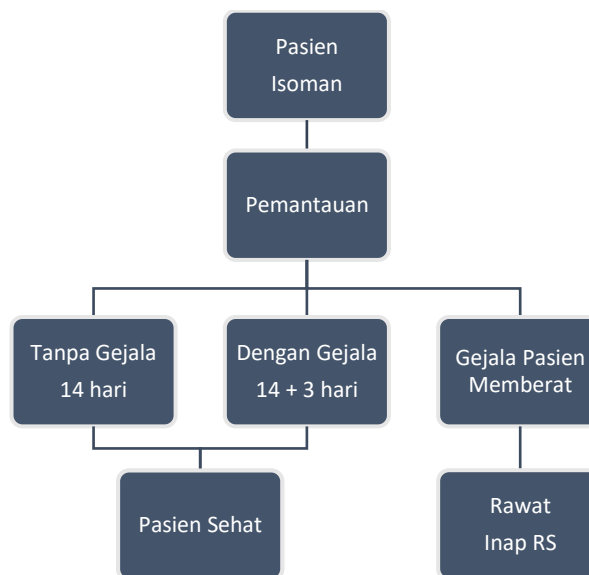 Pasien
Isoman
Pemantauan
Tanpa Gejala
14 hari
Dengan Gejala
14 + 3 hari
Gejala Pasien
Memberat
Pasien Sehat
Rawat
Inap RS